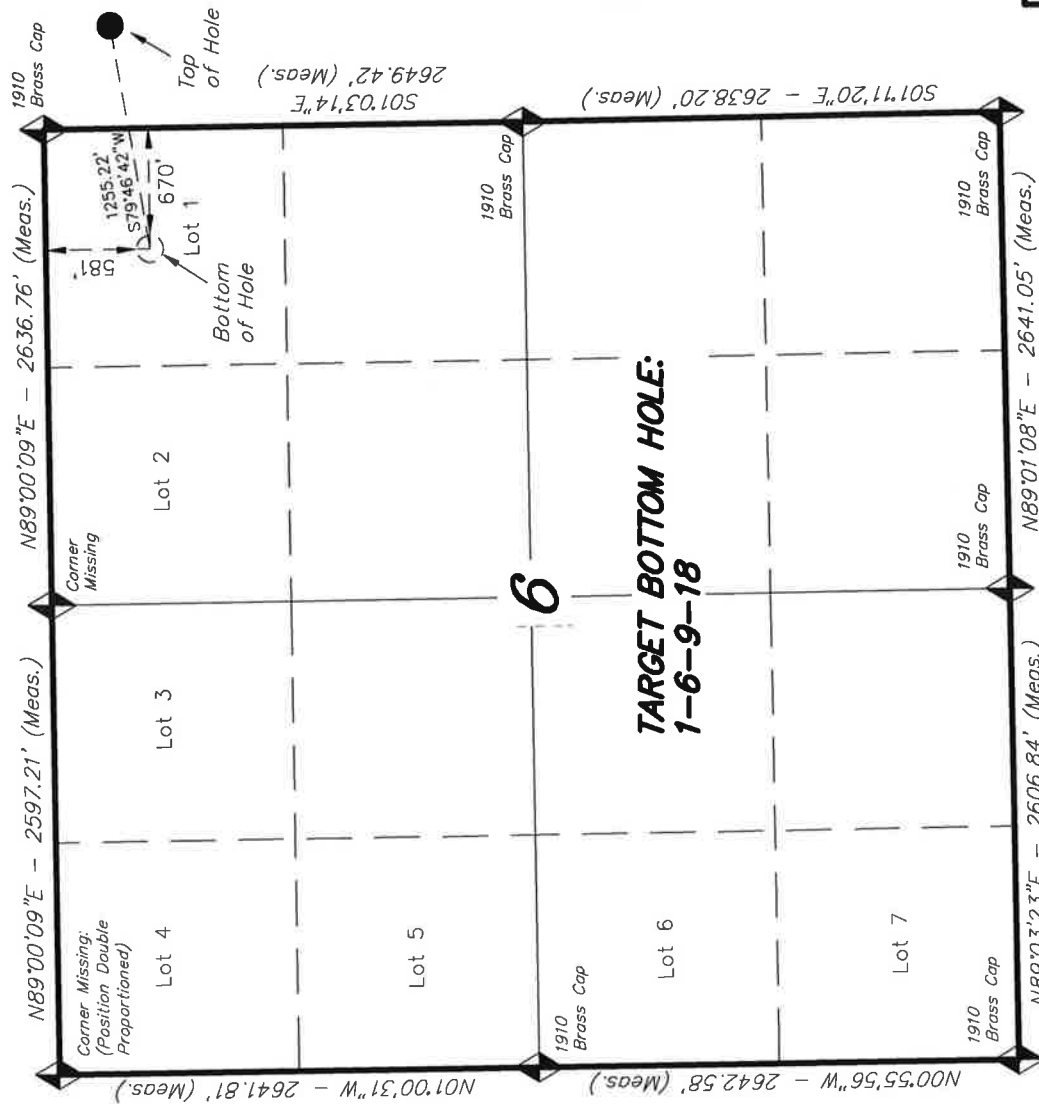 N89°00'09"E - 2597.21' (Meas.)
N89°00'09"E - 2636.76' (Meas.)
1910
Brass Cap
Corner Missing:
(Position Double
Proportioned)
Corner
Missing
Lot 4
Lot 3
Lot 2
Lot 1
581'
1255.22'
S79°46'42"W
670'
Top
of Hole
Bottom
of Hole
N01°00'31"W - 2641.81' (Meas.)
S01°03'14"E
2649.42' (Meas.)
Lot 5
1910
Brass Cap
6
1910
Brass Cap
TARGET BOTTOM HOLE:
1-6-9-18
Lot 6
N00°55'56"W - 2642.58' (Meas.)
S01°11'20"E - 2638.20' (Meas.)
Lot 7
1910
Brass Cap
1910
Brass Cap
1910
Brass Cap
N89°03'23"E - 2606.84' (Meas.)
N89°01'08"E - 2641.05' (Meas.)